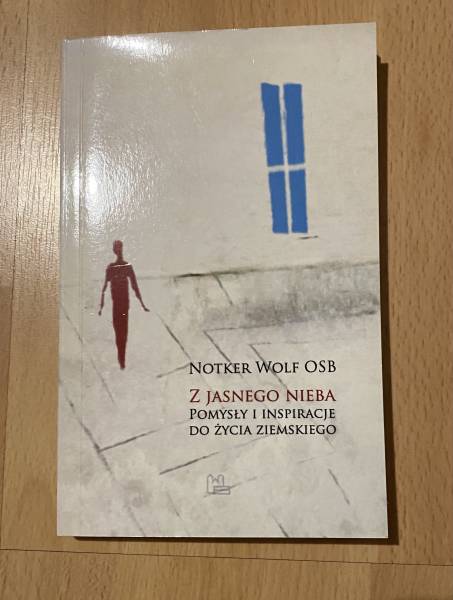 NOTKER WOLF OSB
Z JASNEGO NIEBA
POMYSŁY I INSPIRACJE
DO ŻYCIA ZIEMSKIEGO